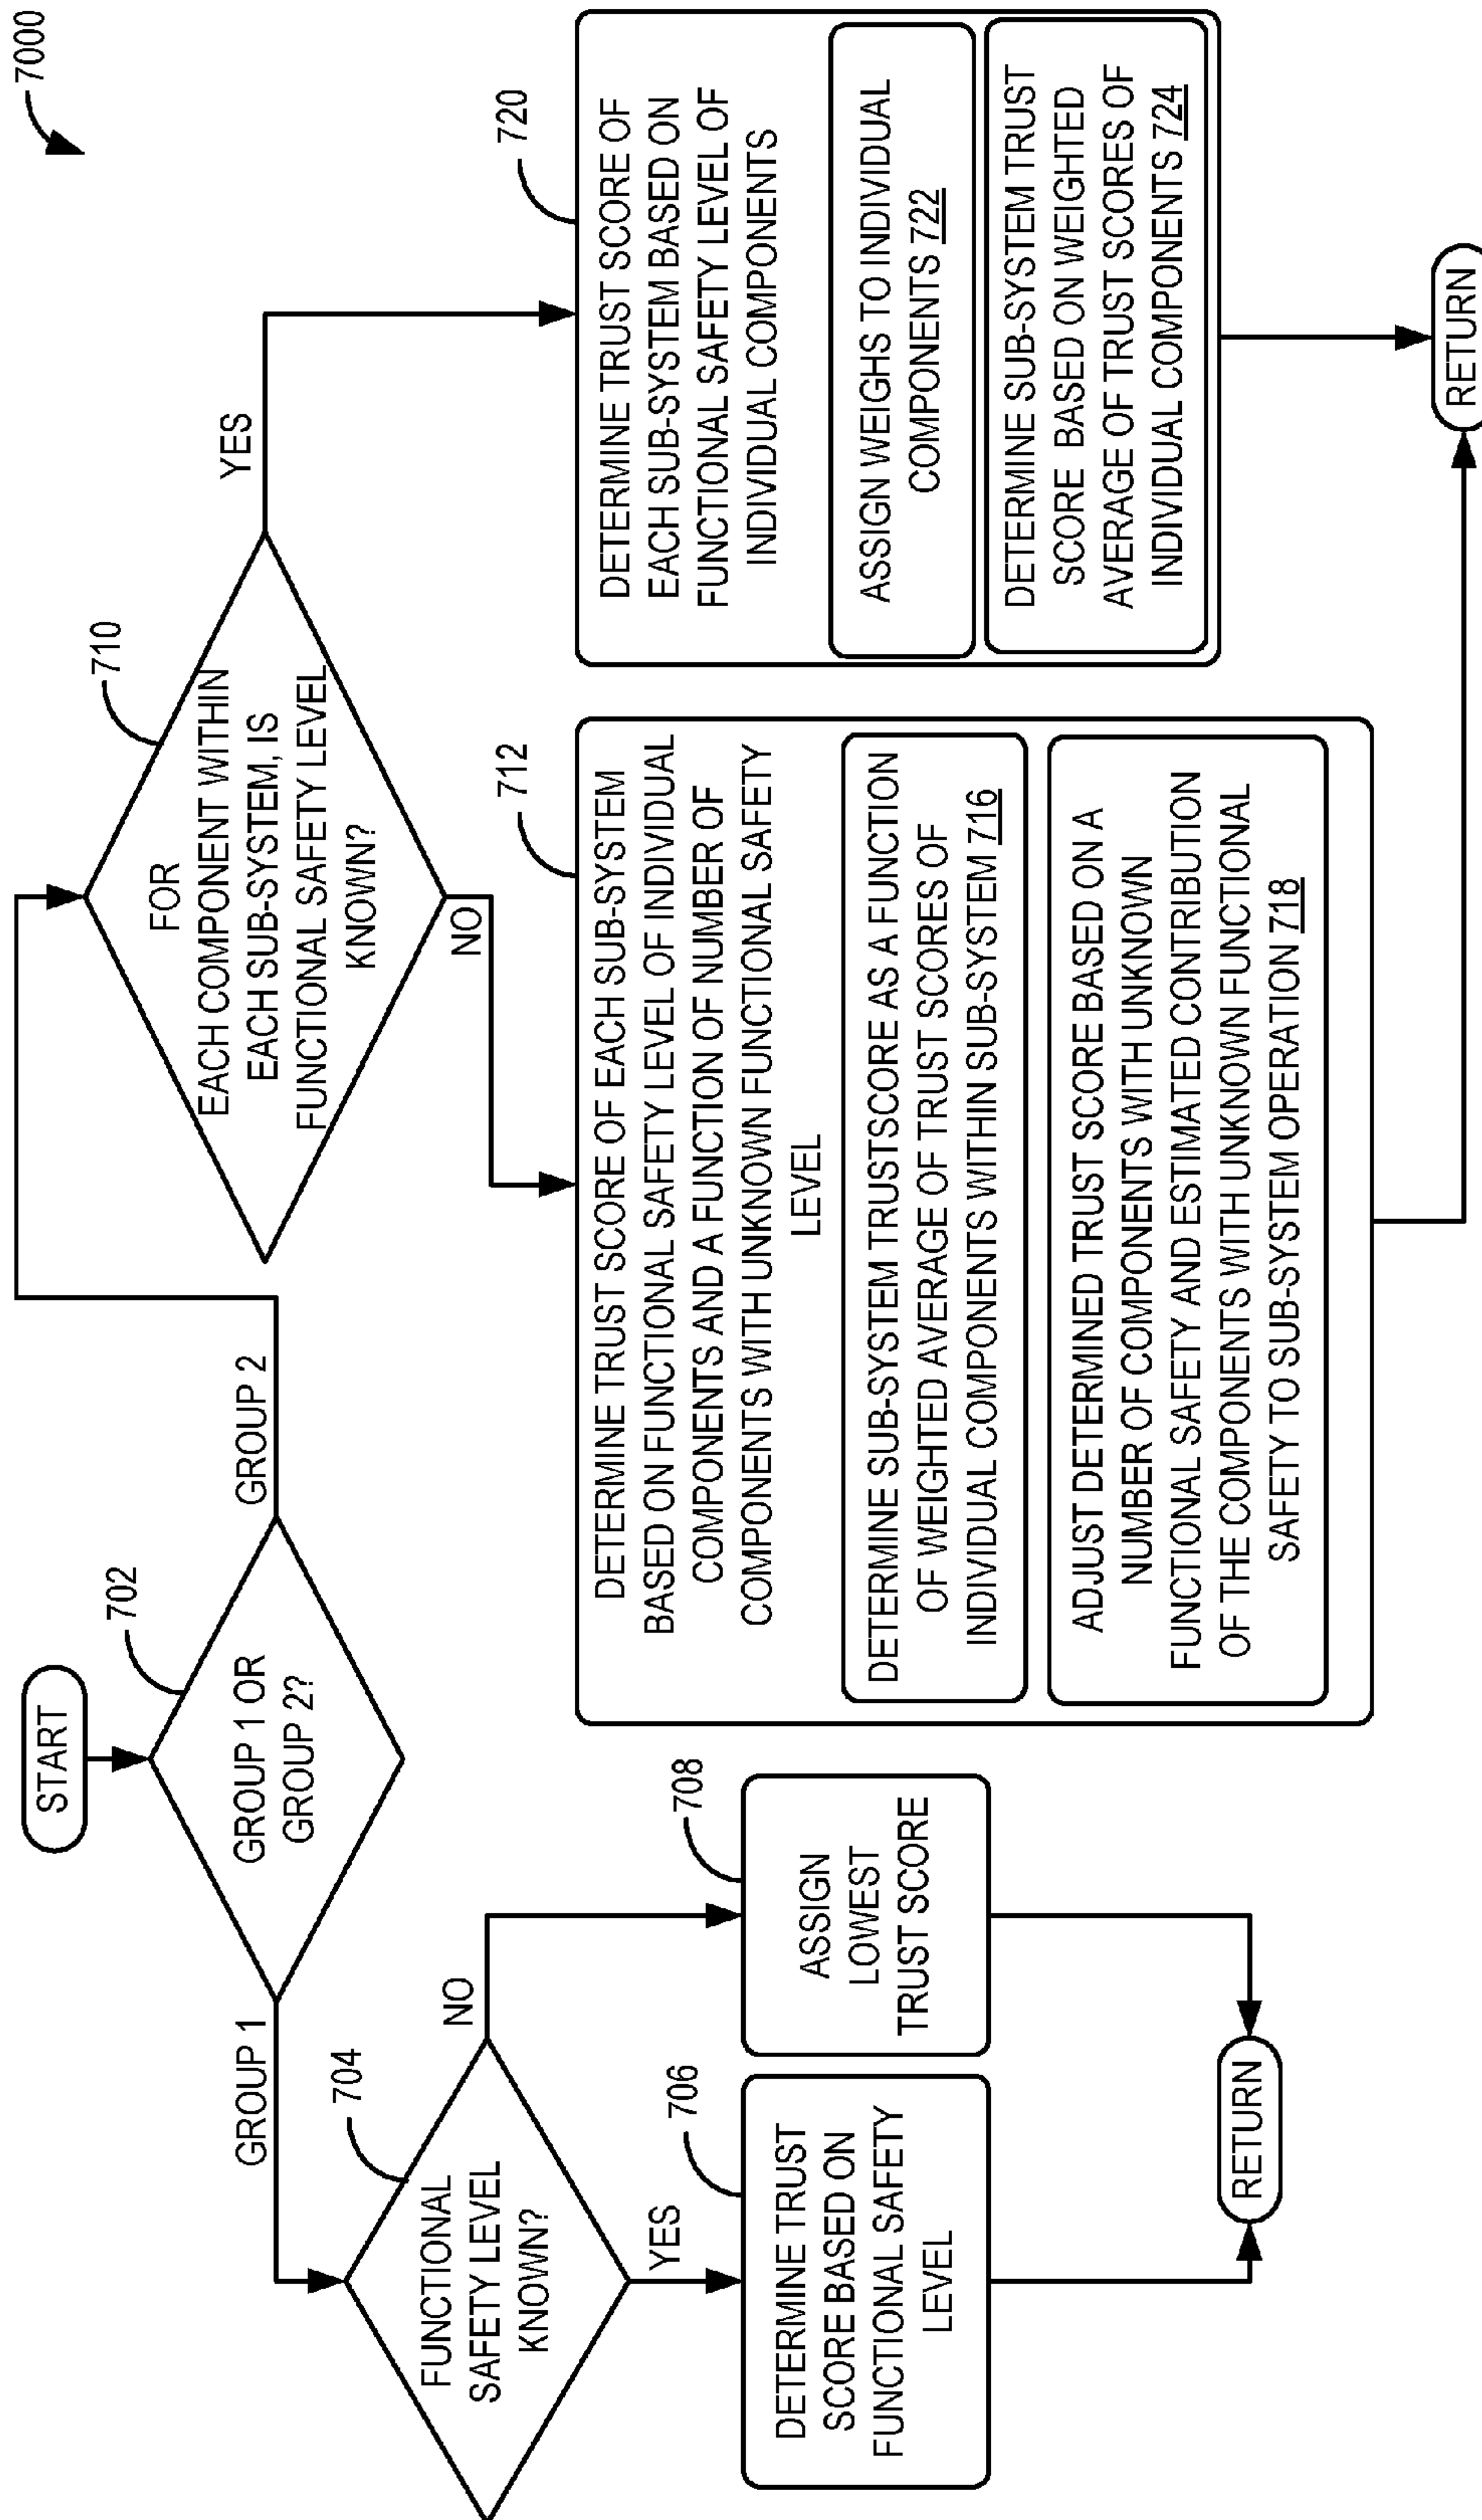 7000
START
702
GROUP 1 OR
GROUP 2?
GROUP 1
GROUP 2
704
FUNCTIONAL
SAFETY LEVEL
KNOWN?
YES
NO
706
DETERMINE TRUST
SCORE BASED ON
FUNCTIONAL SAFETY
LEVEL
708
ASSIGN
LOWEST
TRUST SCORE
RETURN
710
FOR
EACH COMPONENT WITHIN
EACH SUB-SYSTEM, IS
FUNCTIONAL SAFETY LEVEL
KNOWN?
NO
YES
712
DETERMINE TRUST SCORE OF EACH SUB-SYSTEM
BASED ON FUNCTIONAL SAFETY LEVEL OF INDIVIDUAL
COMPONENTS AND A FUNCTION OF NUMBER OF
COMPONENTS WITH UNKNOWN FUNCTIONAL SAFETY
LEVEL
DETERMINE SUB-SYSTEM TRUSTSCORE AS A FUNCTION
OF WEIGHTED AVERAGE OF TRUST SCORES OF
INDIVIDUAL COMPONENTS WITHIN SUB-SYSTEM 716
ADJUST DETERMINED TRUST SCORE BASED ON A
NUMBER OF COMPONENTS WITH UNKNOWN
FUNCTIONAL SAFETY AND ESTIMATED CONTRIBUTION
OF THE COMPONENTS WITH UNKNOWN FUNCTIONAL
SAFETY TO SUB-SYSTEM OPERATION 718
720
DETERMINE TRUST SCORE OF
EACH SUB-SYSTEM BASED ON
FUNCTIONAL SAFETY LEVEL OF
INDIVIDUAL COMPONENTS
ASSIGN WEIGHS TO INDIVIDUAL
COMPONENTS 722
DETERMINE SUB-SYSTEM TRUST
SCORE BASED ON WEIGHTED
AVERAGE OF TRUST SCORES OF
INDIVIDUAL COMPONENTS 724
RETURN